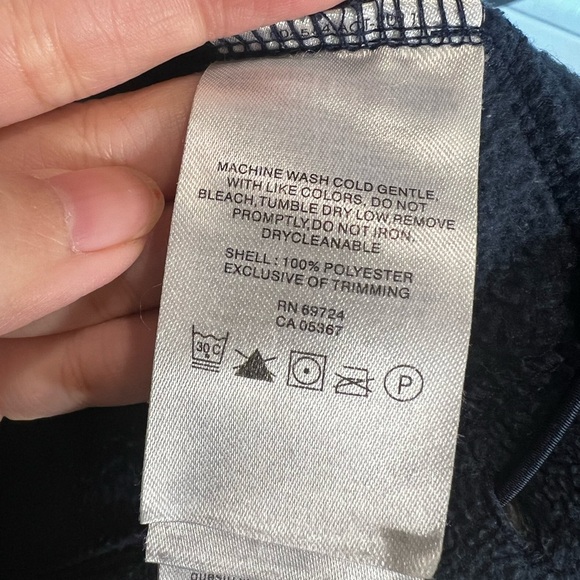 MACHINE WASH COLD GENTLE,
WITH LIKE COLORS, DO NOT
BLEACH,TUMBLE DRY LOW,REMOVE
PROMPTLY,DO NOT IRON,
DRYCLEANABLE
SHELL : 100% POLYESTER
EXCLUSIVE OF TRIMMING
RN 69724
CA 05367
30 C
P